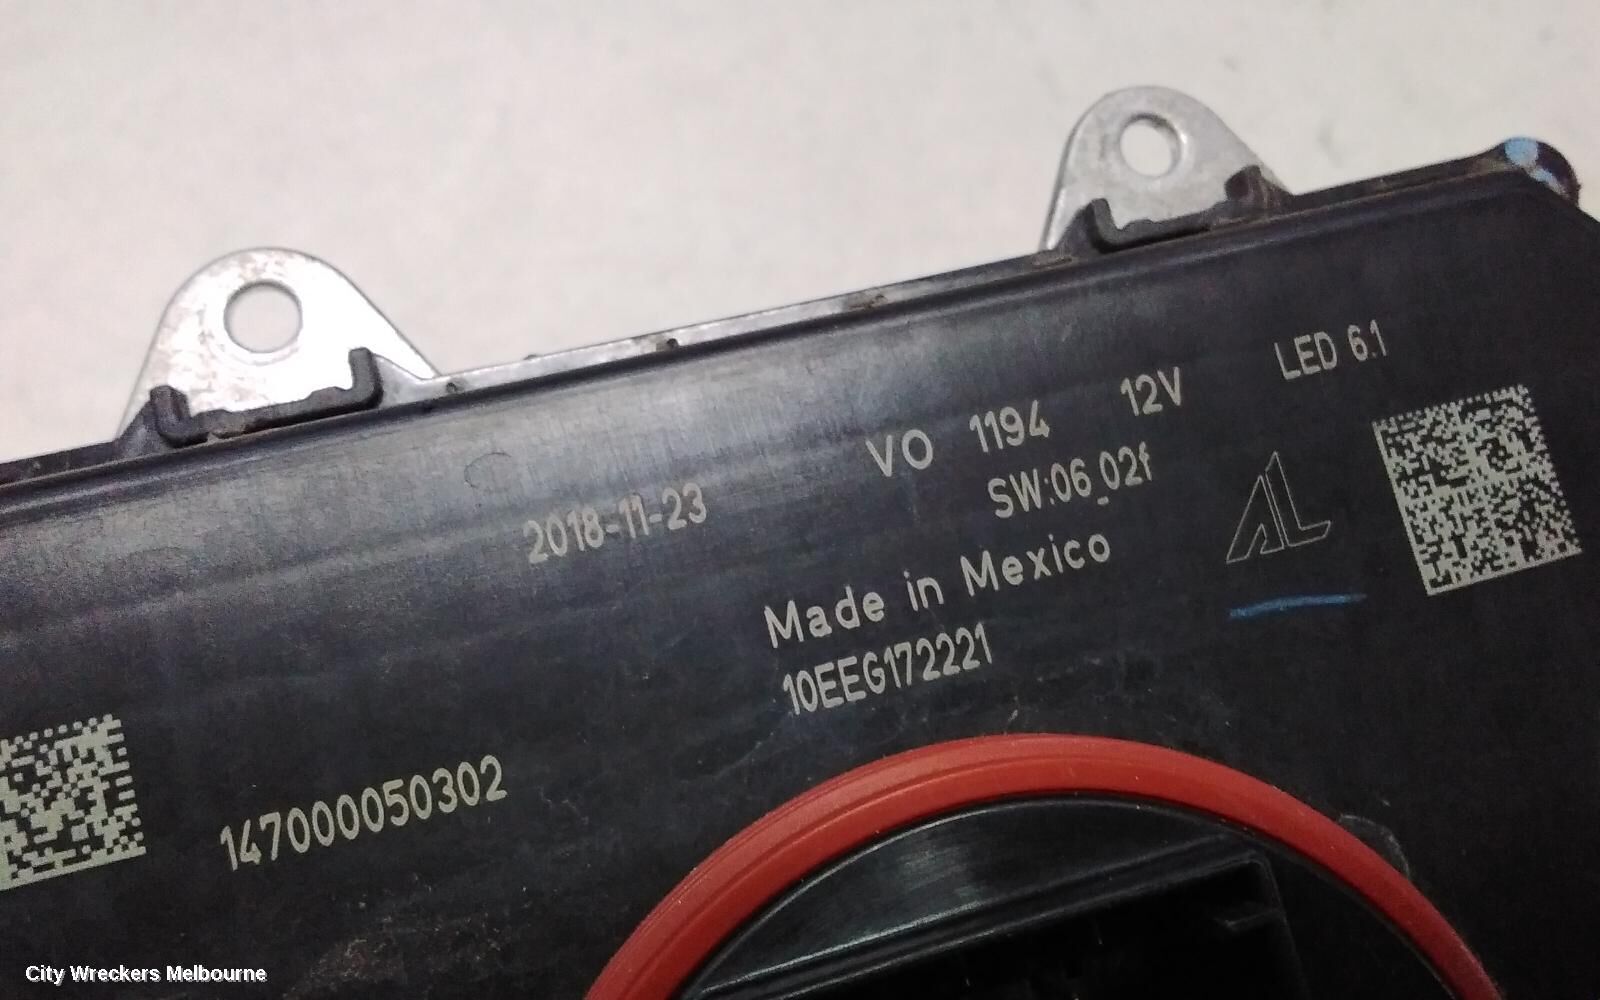 LED 6.1
VO 1194 12V
SW:06_02f
2018-11-23
AL
Made in Mexico
10EEG172221
147000050302
City Wreckers Melbourne